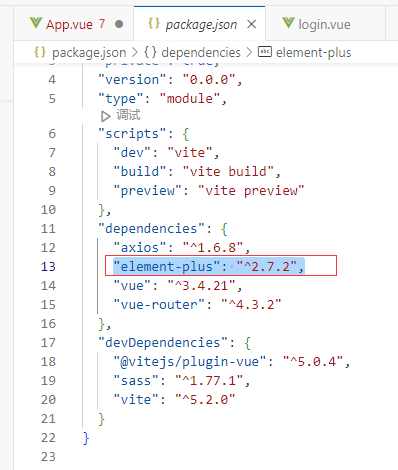 App.vue 7
package.json
login.vue
package.json > {} dependencies > abc element-plus
3 "private": true,
4 "version": "0.0.0",
5 "type": "module",
调试
6 "scripts": {
7 "dev": "vite",
8 "build": "vite build",
9 "preview": "vite preview"
10 },
11 "dependencies": {
12 "axios": "^1.6.8",
13 "element-plus": "^2.7.2",
14 "vue": "^3.4.21",
15 "vue-router": "^4.3.2"
16 },
17 "devDependencies": {
18 "@vitejs/plugin-vue": "^5.0.4",
19 "sass": "^1.77.1",
20 "vite": "^5.2.0"
21 }
22 }
23